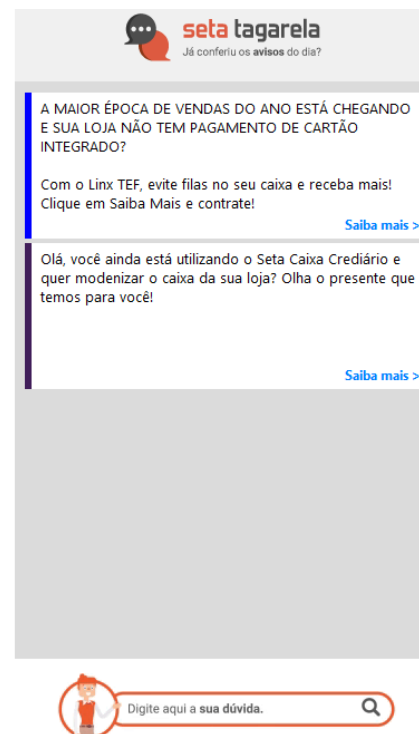 seta tagarela
Já conferiu os avisos do dia?
A MAIOR ÉPOCA DE VENDAS DO ANO ESTÁ CHEGANDO
E SUA LOJA NÃO TEM PAGAMENTO DE CARTÃO
INTEGRADO?
Com o Linx TEF, evite filas no seu caixa e receba mais!
Clique em Saiba Mais e contrate!
Saiba mais >
Olá, você ainda está utilizando o Seta Caixa Crediário e
quer modenizar o caixa da sua loja? Olha o presente que
temos para você!
Saiba mais >
Digite aqui a sua dúvida.